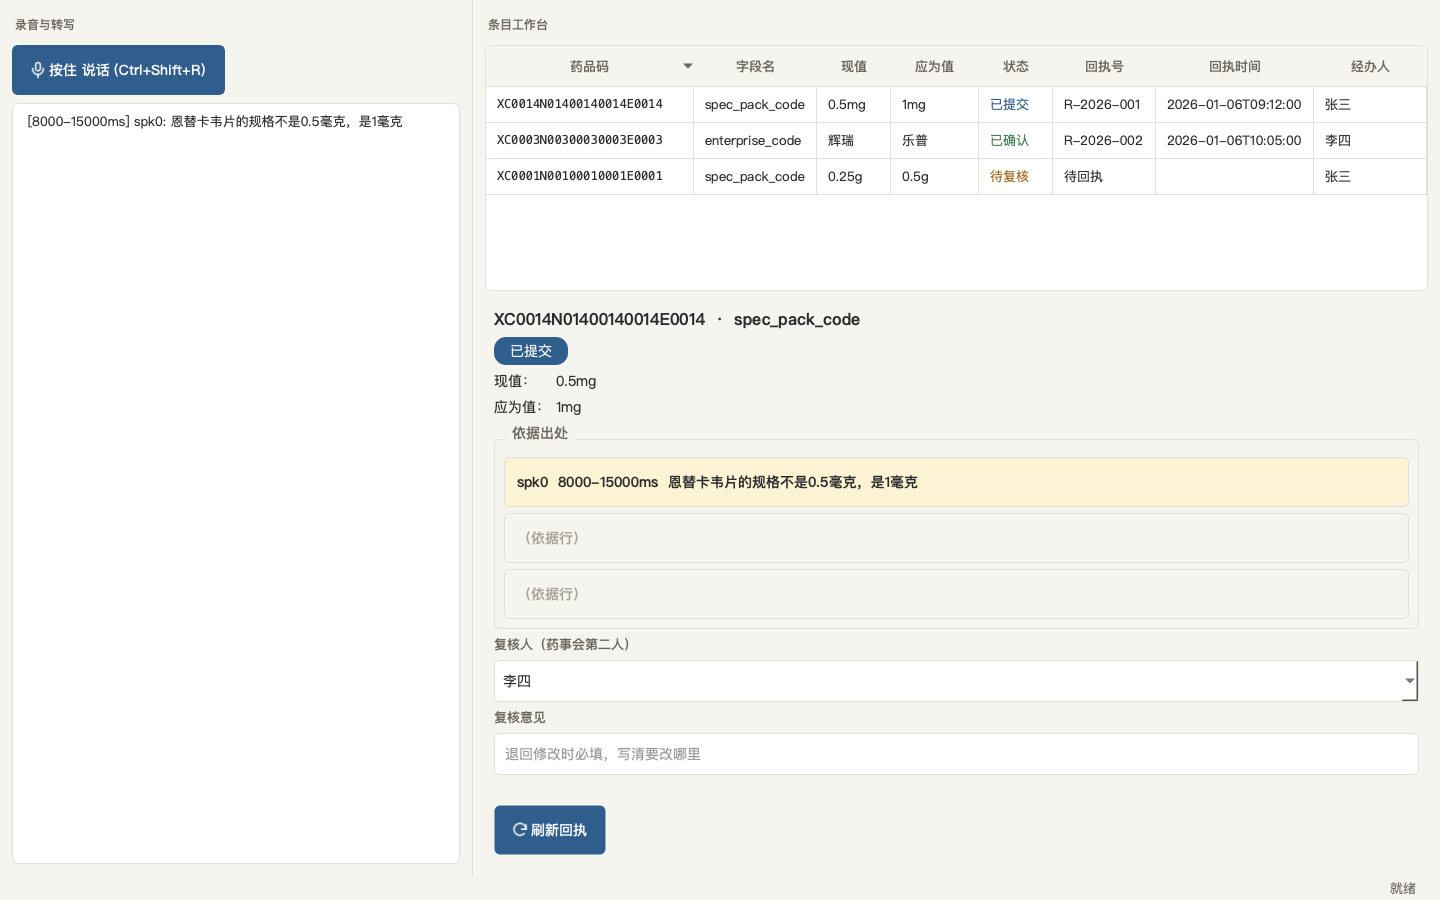 录音与转写
按住 说话 (Ctrl+Shift+R)
[8000-15000ms] spk0: 恩替卡韦片的规格不是0.5毫克，是1毫克
条目工作台
药品码 字段名 现值 应为值 状态 回执号 回执时间 经办人
XC0014N01400140014E0014 spec_pack_code 0.5mg 1mg 已提交 R-2026-001 2026-01-06T09:12:00 张三
XC0003N00300030003E0003 enterprise_code 辉瑞 乐普 已确认 R-2026-002 2026-01-06T10:05:00 李四
XC0001N00100010001E0001 spec_pack_code 0.25g 0.5g 待复核 待回执 张三
XC0014N01400140014E0014 · spec_pack_code
已提交
现值： 0.5mg
应为值： 1mg
依据出处
spk0 8000-15000ms 恩替卡韦片的规格不是0.5毫克，是1毫克
（依据行）
（依据行）
复核人（药事会第二人）
李四
复核意见
退回修改时必填，写清要改哪里
刷新回执
就绪